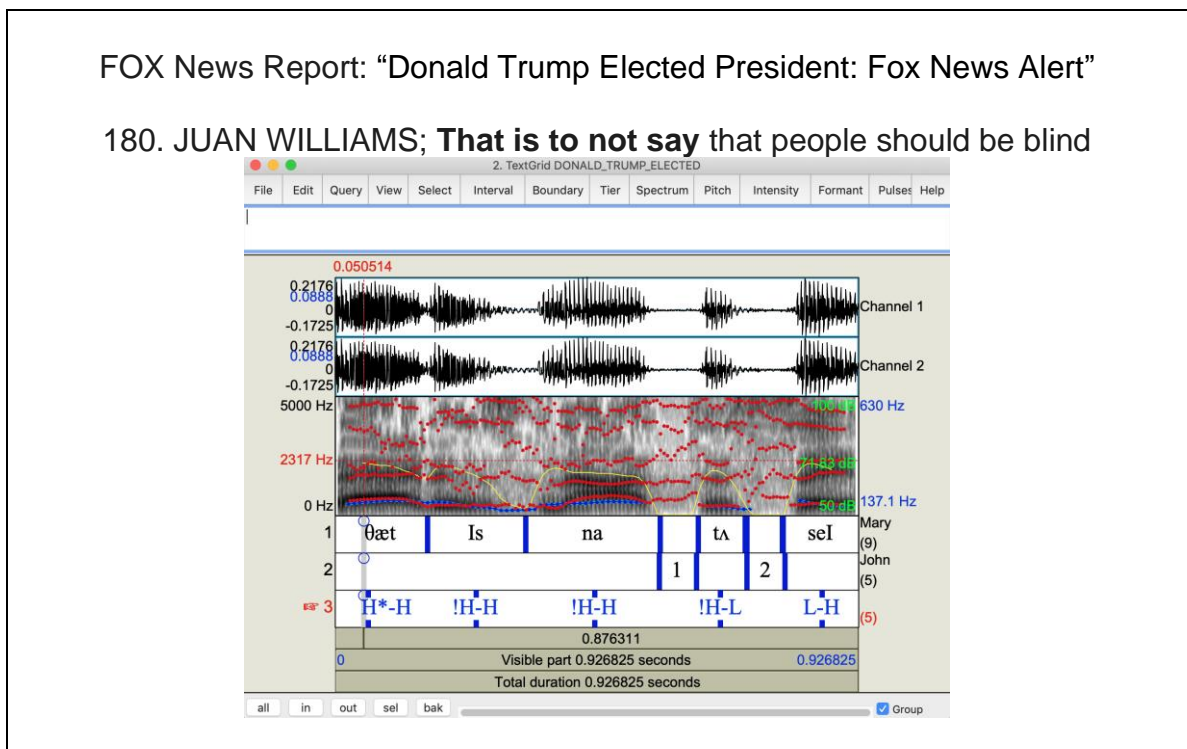 FOX News Report: “Donald Trump Elected President: Fox News Alert”
180. JUAN WILLIAMS; That is to not say that people should be blind
2. TextGrid DONALD_TRUMP_ELECTED
File Edit Query View Select Interval Boundary Tier Spectrum Pitch Intensity Formant Pulses Help
0.050514
0.2176
0.0888
0
-0.1725
Channel 1
0.2176
0.0888
0
-0.1725
Channel 2
5000 Hz 100 dB 630 Hz
2317 Hz
0 Hz 50 dB 137.1 Hz
1 θæt Is na tʌ seI Mary (9)
2 1 2 John (5)
3 H*-H !H-H !H-H !H-L L-H (5)
0.876311
0 Visible part 0.926825 seconds 0.926825
Total duration 0.926825 seconds
all in out sel bak Group